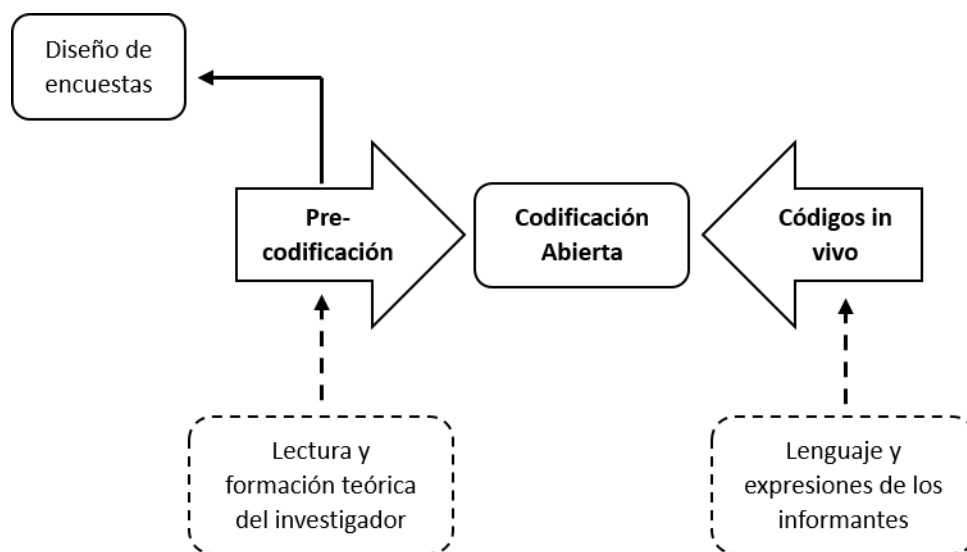 Diseño de
encuestas
Pre-
codificación
Codificación
Abierta
Códigos in
vivo
Lectura y
formación teórica
del investigador
Lenguaje y
expresiones de los
informantes